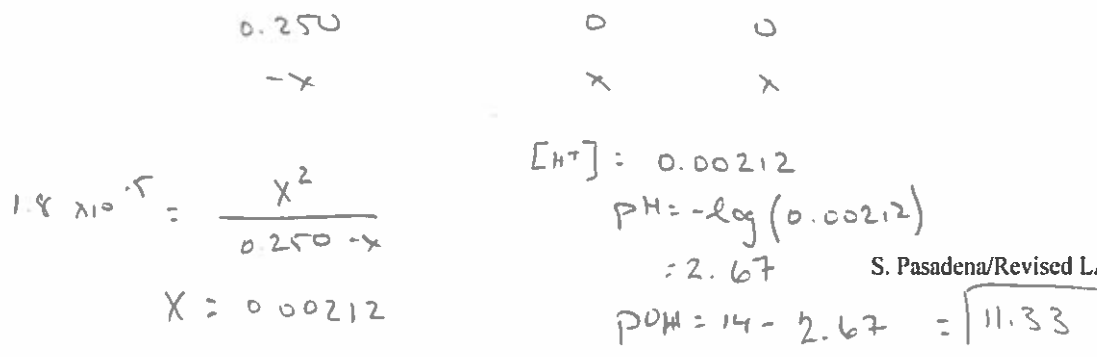 0.250 0 0
-x x x
[H+] : 0.00212
1.8 x10^-5 = x^2 / (0.250 -x)
pH = -log (0.00212)
= 2.67
S. Pasadena/Revised L
X = 0.00212
pOH = 14 - 2.67 = 11.33